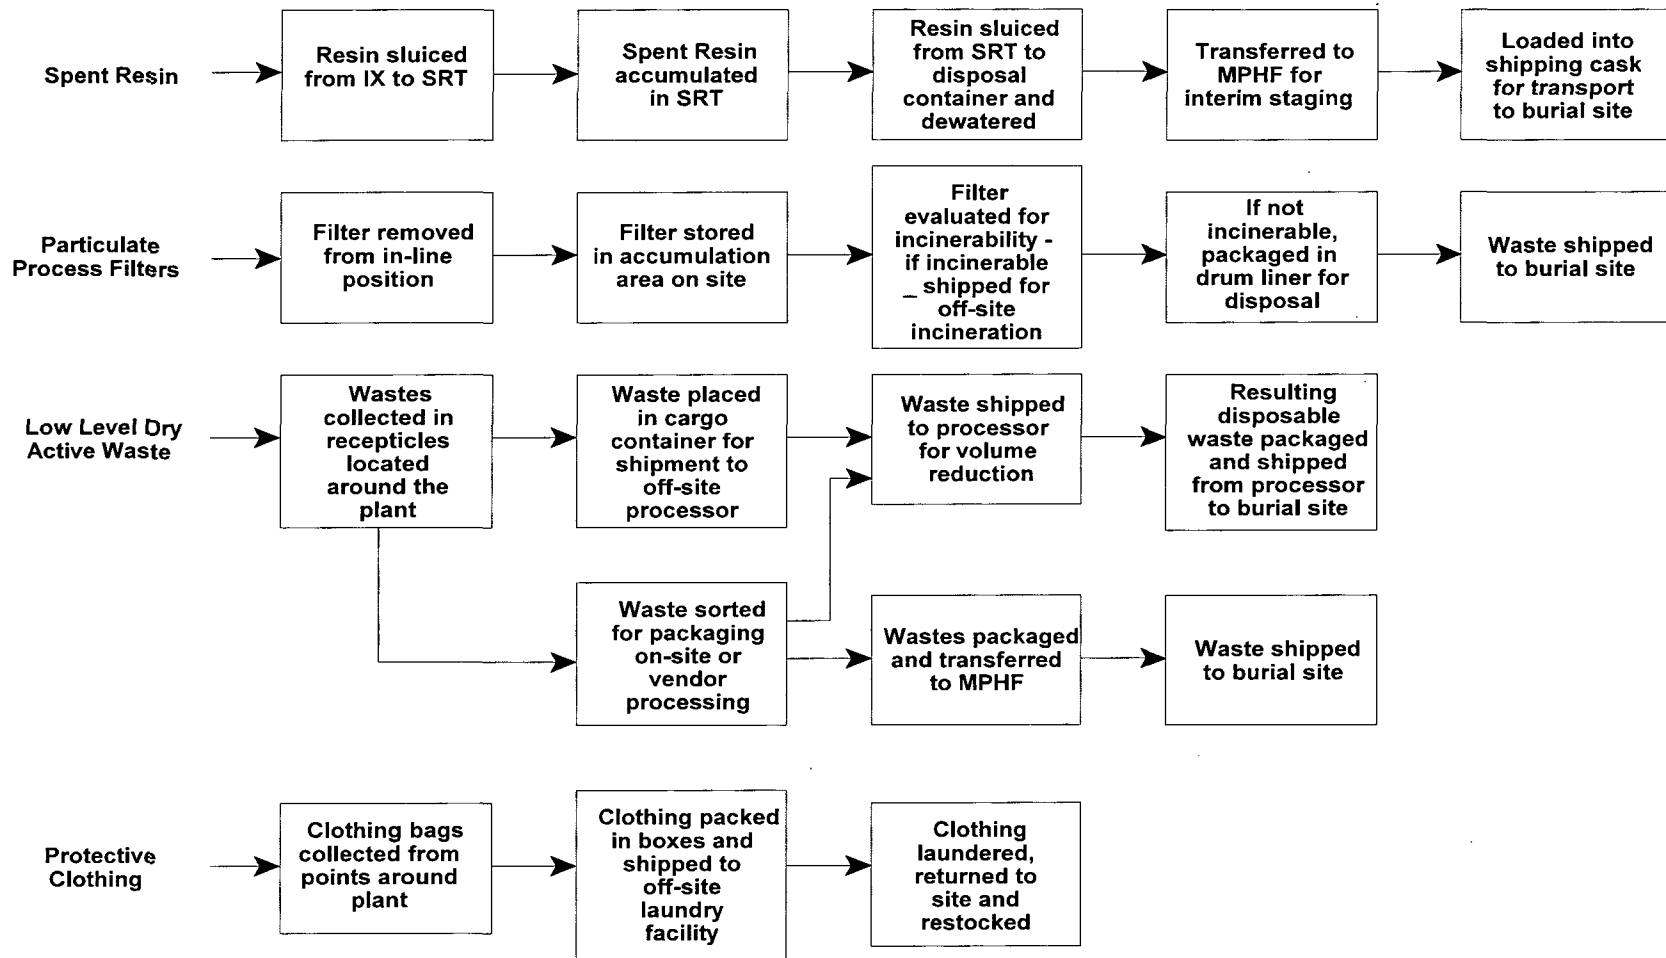 Spent Resin
Resin sluiced
from IX to SRT
Spent Resin
accumulated
in SRT
Resin sluiced
from SRT to
disposal
container and
dewatered
Transferred to
MPHF for
interim staging
Loaded into
shipping cask
for transport
to burial site
Particulate
Process Filters
Filter removed
from in-line
position
Filter stored
in accumulation
area on site
Filter
evaluated for
incinerability -
if incinerable
_ shipped for
off-site
incineration
If not
incinerable,
packaged in
drum liner for
disposal
Waste shipped
to burial site
Low Level Dry
Active Waste
Wastes
collected in
recepticles
located
around the
plant
Waste placed
in cargo
container for
shipment to
off-site
processor
Waste shipped
to processor
for volume
reduction
Resulting
disposable
waste packaged
and shipped
from processor
to burial site
Waste sorted
for packaging
on-site or
vendor
processing
Wastes packaged
and transferred
to MPHF
Waste shipped
to burial site
Protective
Clothing
Clothing bags
collected from
points around
plant
Clothing packed
in boxes and
shipped to
off-site
laundry
facility
Clothing
laundered,
returned to
site and
restocked